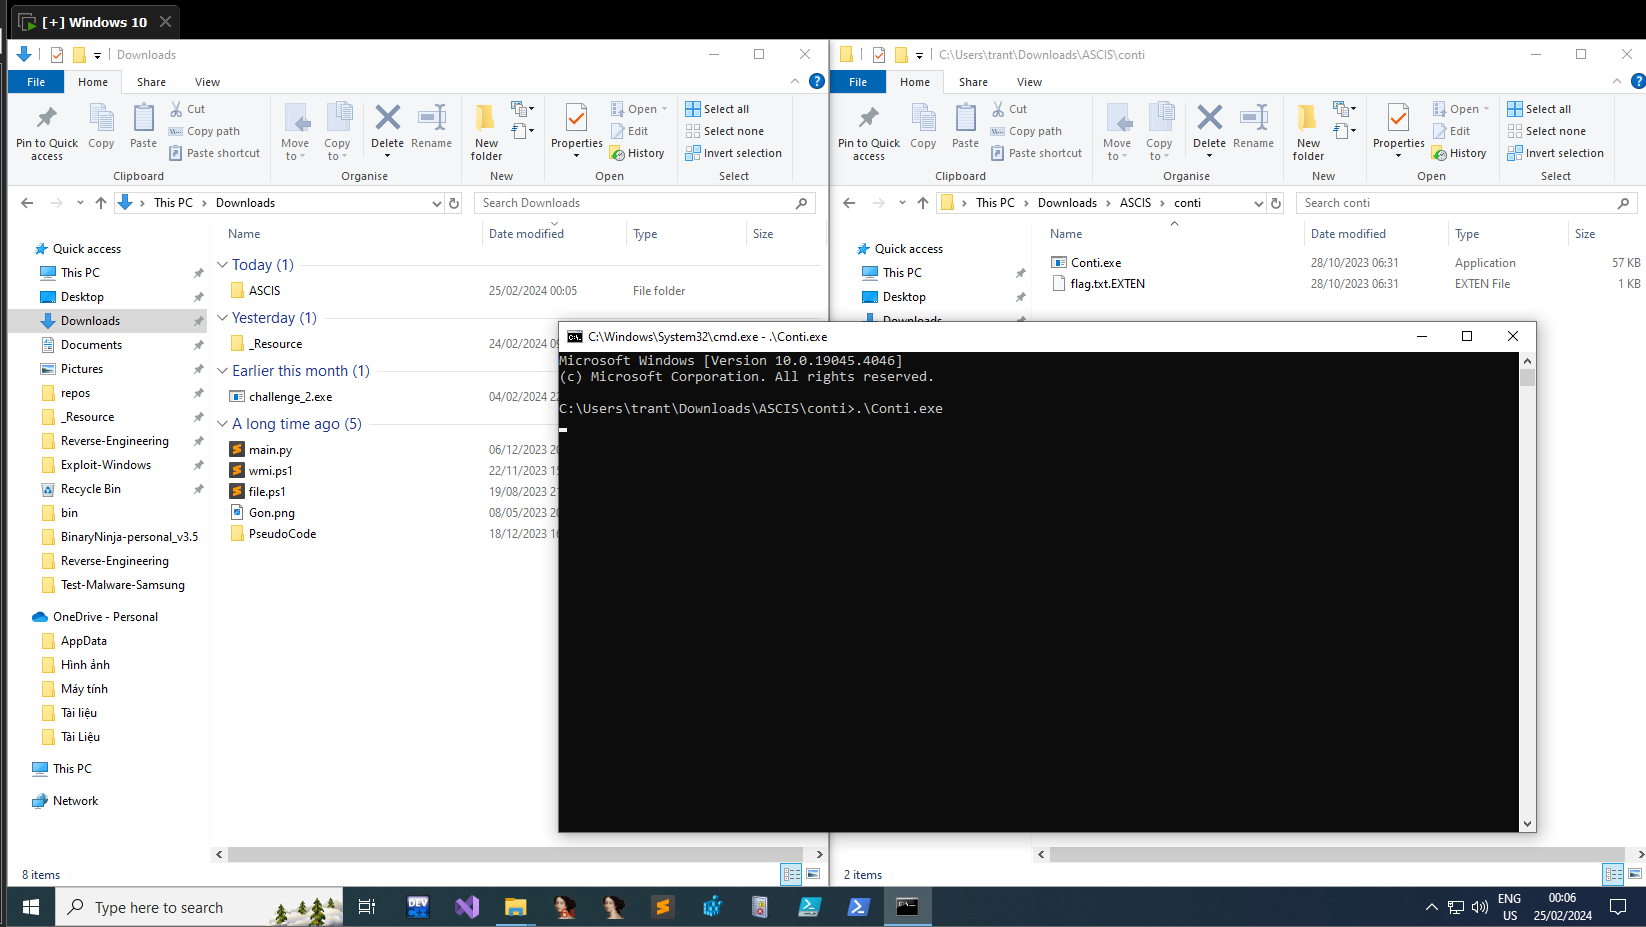 [+] Windows 10
Downloads
File Home Share View
Pin to Quick access
Copy
Paste
Cut
Copy path
Paste shortcut
Clipboard
Move to
Copy to
Delete
Rename
Organise
New folder
New
Properties
Open
Edit
History
Open
Select all
Select none
Invert selection
Select
This PC > Downloads
Search Downloads
Quick access
This PC
Desktop
Downloads
Documents
Pictures
repos
_Resource
Reverse-Engineering
Exploit-Windows
Recycle Bin
bin
BinaryNinja-personal_v3.5
Reverse-Engineering
Test-Malware-Samsung
OneDrive - Personal
AppData
Hình ảnh
Máy tính
Tài liệu
Tài Liệu
This PC
Network
Name Date modified Type Size
Today (1)
ASCIS 25/02/2024 00:05 File folder
Yesterday (1)
_Resource 24/02/2024
Earlier this month (1)
challenge_2.exe 04/02/2024
A long time ago (5)
main.py 06/12/2023
wmi.ps1 22/11/2023
file.ps1 19/08/2023
Gon.png 08/05/2023
PseudoCode 18/12/2023
8 items
C:\Users\trant\Downloads\ASCIS\conti
File Home Share View
Pin to Quick access
Copy
Paste
Cut
Copy path
Paste shortcut
Clipboard
Move to
Copy to
Delete
Rename
Organise
New folder
New
Properties
Open
Edit
History
Open
Select all
Select none
Invert selection
Select
This PC > Downloads > ASCIS > conti
Search conti
Quick access
This PC
Desktop
Downloads
Name Date modified Type Size
Conti.exe 28/10/2023 06:31 Application 57 KB
flag.txt.EXTEN 28/10/2023 06:31 EXTEN File 1 KB
2 items
C:\Windows\System32\cmd.exe - .\Conti.exe
Microsoft Windows [Version 10.0.19045.4046]
(c) Microsoft Corporation. All rights reserved.
C:\Users\trant\Downloads\ASCIS\conti>.\Conti.exe
Type here to search
DEV
ENG
US
00:06
25/02/2024